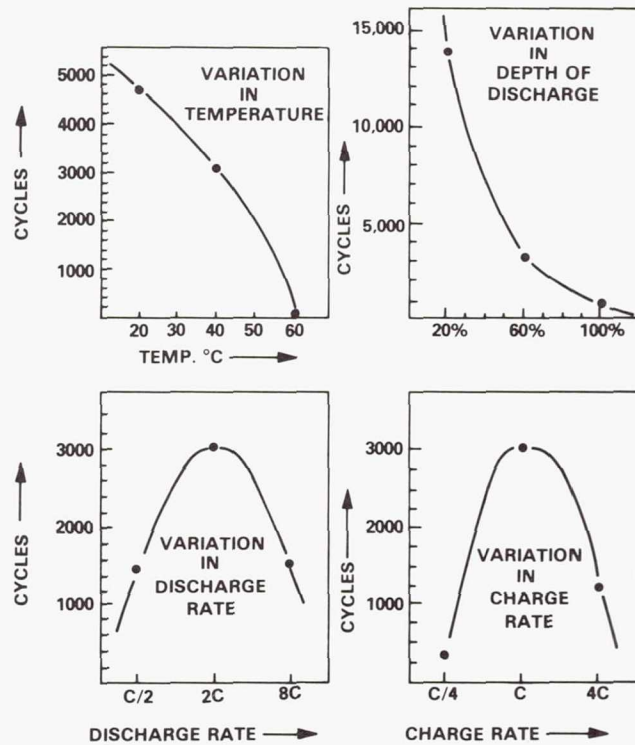 5000
4000
3000
2000
1000
CYCLES
VARIATION
IN
TEMPERATURE
20 30 40 50 60
TEMP. °C
15.000
10.000
5.000
CYCLES
VARIATION
IN
DEPTH OF
DISCHARGE
20% 60% 100%
3000
2000
1000
CYCLES
VARIATION
IN
DISCHARGE
RATE
C/2 2C 8C
DISCHARGE RATE
3000
2000
1000
CYCLES
VARIATION
IN
CHARGE
RATE
C/4 C 4C
CHARGE RATE